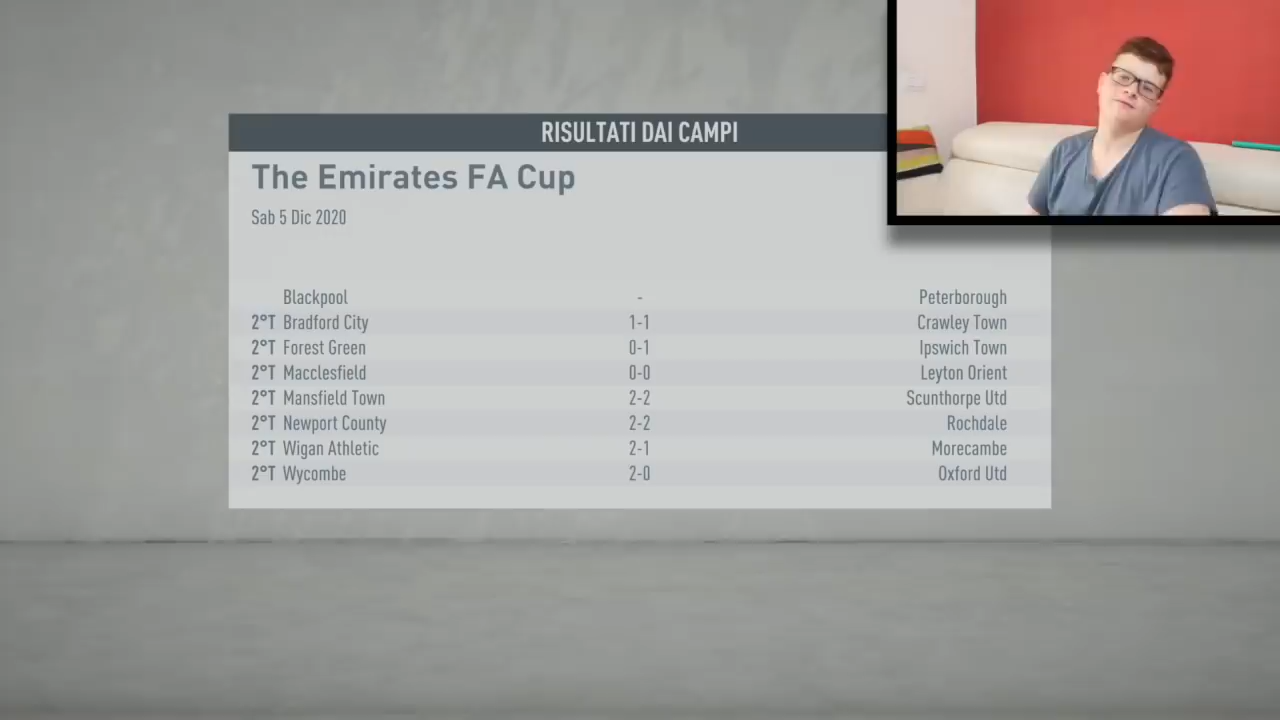 RISULTATI DAI CAMPI
The Emirates FA Cup
Sab 5 Dic 2020
Blackpool - Peterborough
2°T Bradford City 1-1 Crawley Town
2°T Forest Green 0-1 Ipswich Town
2°T Macclesfield 0-0 Leyton Orient
2°T Mansfield Town 2-2 Scunthorpe Utd
2°T Newport County 2-2 Rochdale
2°T Wigan Athletic 2-1 Morecambe
2°T Wycombe 2-0 Oxford Utd